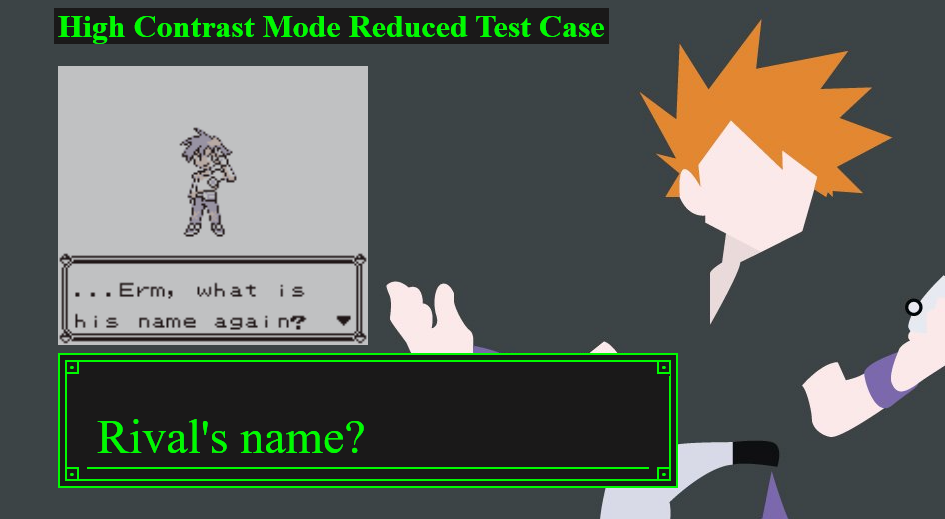 High Contrast Mode Reduced Test Case
...Erm, what is
his name again?
Rival's name?